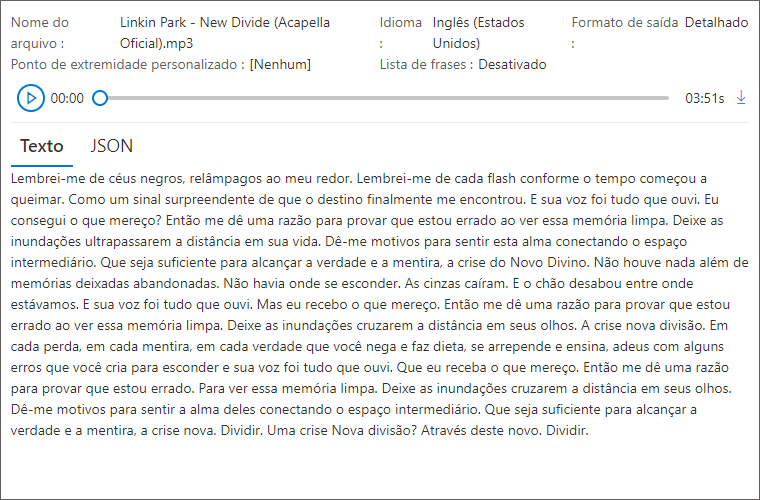 Nome do arquivo : Linkin Park - New Divide (Acapella Oficial).mp3
Idioma : Inglês (Estados Unidos)
Formato de saída : Detalhado
Ponto de extremidade personalizado : [Nenhum]
Lista de frases : Desativado
00:00 03:51s
Texto JSON
Lembrei-me de céus negros, relâmpagos ao meu redor. Lembrei-me de cada flash conforme o tempo começou a
queimar. Como um sinal surpreendente de que o destino finalmente me encontrou. E sua voz foi tudo que ouvi. Eu
consegui o que mereço? Então me dê uma razão para provar que estou errado ao ver essa memória limpa. Deixe as
inundações ultrapassarem a distância em sua vida. Dê-me motivos para sentir esta alma conectando o espaço
intermediário. Que seja suficiente para alcançar a verdade e a mentira, a crise do Novo Divino. Não houve nada além de
memórias deixadas abandonadas. Não havia onde se esconder. As cinzas caíram. E o chão desabou entre onde
estávamos. E sua voz foi tudo que ouvi. Mas eu recebo o que mereço. Então me dê uma razão para provar que estou
errado ao ver essa memória limpa. Deixe as inundações cruzarem a distância em seus olhos. A crise nova divisão. Em
cada perda, em cada mentira, em cada verdade que você nega e faz dieta, se arrepende e ensina, adeus com alguns
erros que você cria para esconder e sua voz foi tudo que ouvi. Que eu receba o que mereço. Então me dê uma razão
para provar que estou errado. Para ver essa memória limpa. Deixe as inundações cruzarem a distância em seus olhos.
Dê-me motivos para sentir a alma deles conectando o espaço intermediário. Que seja suficiente para alcançar a
verdade e a mentira, a crise nova. Dividir. Uma crise Nova divisão? Através deste novo. Dividir.